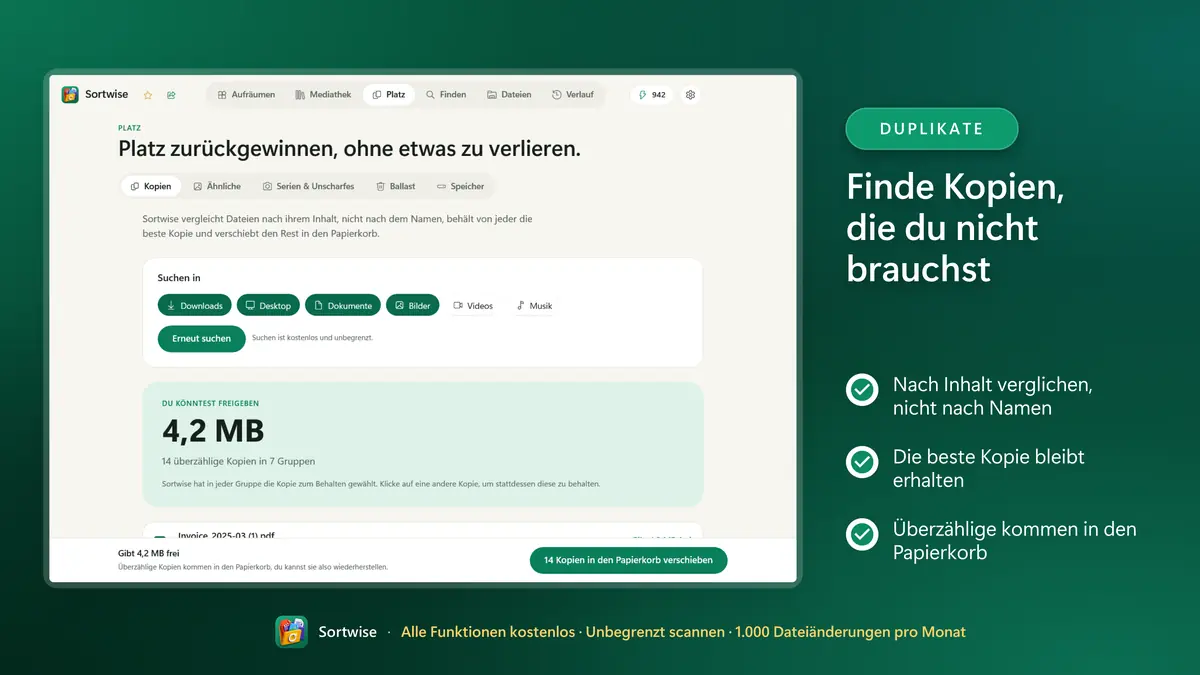 Sortwise
Aufräumen
Mediathek
Platz
Finden
Dateien
Verlauf
942
PLATZ
Platz zurückgewinnen, ohne etwas zu verlieren.
Kopien
Ähnliche
Serien & Unscharfes
Ballast
Speicher
Sortwise vergleicht Dateien nach ihrem Inhalt, nicht nach dem Namen, behält von jeder die
beste Kopie und verschiebt den Rest in den Papierkorb.
Suchen in
Downloads
Desktop
Dokumente
Bilder
Videos
Musik
Erneut suchen
Suchen ist kostenlos und unbegrenzt.
DU KÖNNTEST FREIGEBEN
4,2 MB
14 überzählige Kopien in 7 Gruppen
Sortwise hat in jeder Gruppe die Kopie zum Behalten gewählt. Klicke auf eine andere Kopie, um stattdessen diese zu behalten.
Invoice_2025-03 (1).pdf
Gibt 4,2 MB frei
Überzählige Kopien kommen in den Papierkorb, du kannst sie also wiederherstellen.
14 Kopien in den Papierkorb verschieben
DUPLIKATE
Finde Kopien,
die du nicht
brauchst
Nach Inhalt verglichen,
nicht nach Namen
Die beste Kopie bleibt
erhalten
Überzählige kommen in den
Papierkorb
Sortwise · Alle Funktionen kostenlos · Unbegrenzt scannen · 1.000 Dateiänderungen pro Monat